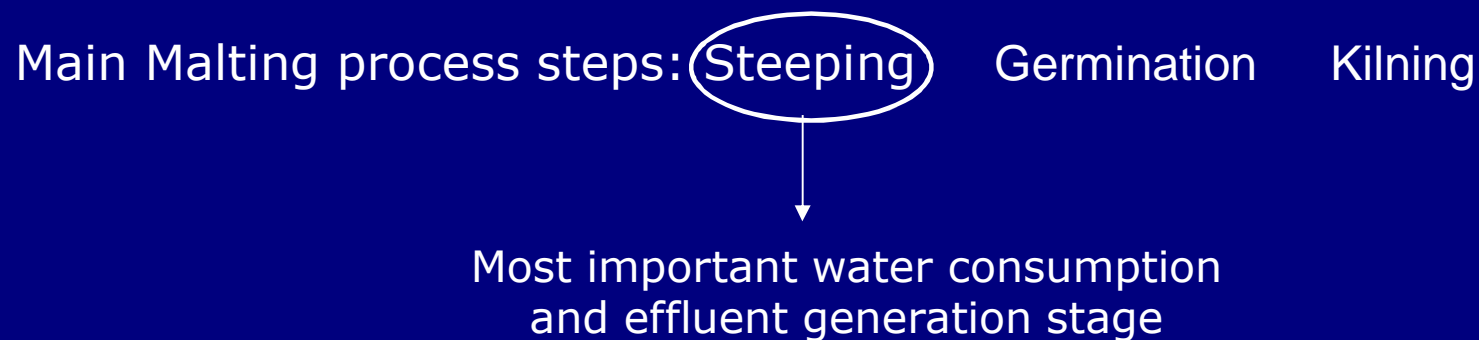 Main Malting process steps: Steeping Germination Kilning
Most important water consumption
and effluent generation stage